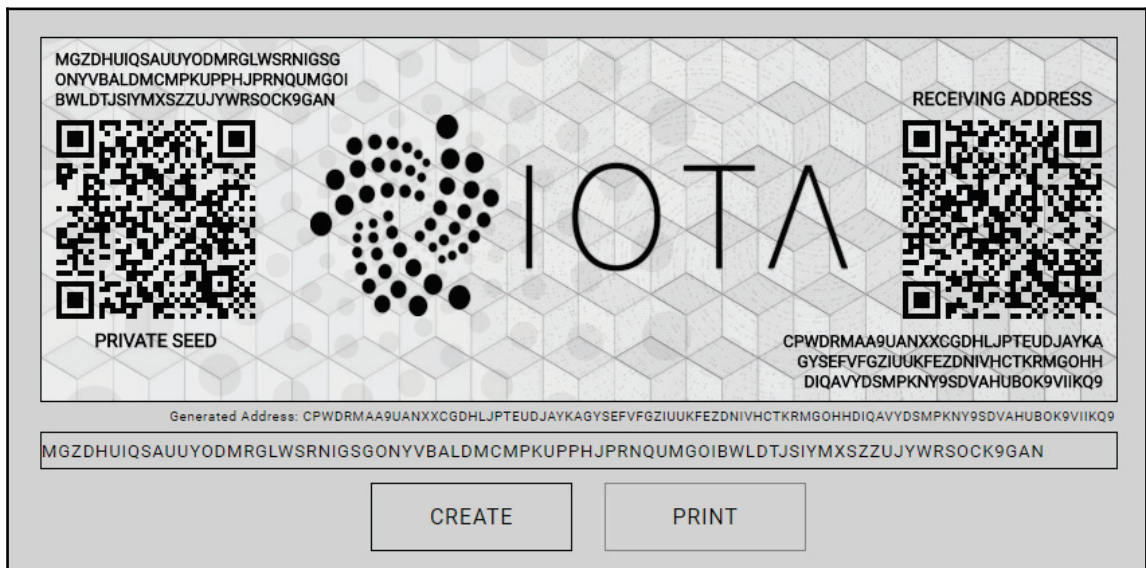 MGZDHUIQSAUUYODMRGLWSRNIGSG
ONYVBALDMCMPKUPPHJPRNQUMGOI
BWLDTJSIYMXSZZUJYWRSOCK9GAN
RECEIVING ADDRESS
IOTA
PRIVATE SEED
CPWDRMAA9UANXXCGDHLJPTEUDJAYKA
GYSEFVFGZIUUKFEZDNIVHCTKRMGOHH
DIQAVYDSMPKNY9SDVAHUBOK9VIIKQ9
Generated Address: CPWDRMAA9UANXXCGDHLJPTEUDJAYKAGYSEFVFGZIUUKFEZDNIVHCTKRMGOHHDIQAVYDSMPKNY9SDVAHUBOK9VIIKQ9
MGZDHUIQSAUUYODMRGLWSRNIGSGONYVBALDMCMPKUPPHJPRNQUMGOIBWLDTJSIYMXSZZUJYWRSOCK9GAN
CREATE
PRINT